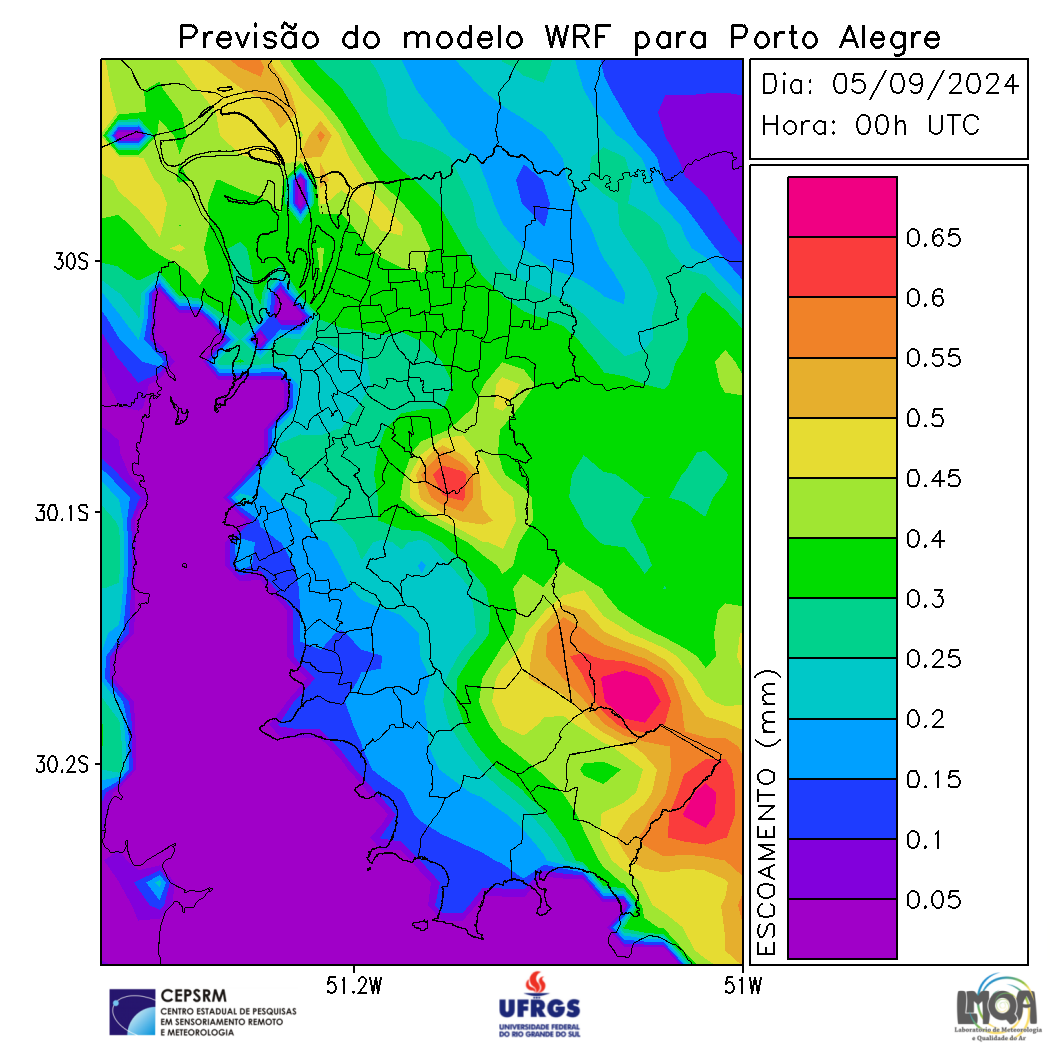 Previsão do modelo WRF para Porto Alegre
Dia: 05/09/2024
Hora: 00h UTC
30S
30.1S
30.2S
51.2W
51W
ESCOAMENTO (mm)
0.65
0.6
0.55
0.5
0.45
0.4
0.3
0.25
0.2
0.15
0.1
0.05
CEPSRM
CENTRO ESTADUAL DE PESQUISAS
EM SENSORIAMENTO REMOTO
E METEOROLOGIA
UFRGS
UNIVERSIDADE FEDERAL
DO RIO GRANDE DO SUL
LMQA
Laboratório de Meteorologia
e Qualidade do Ar